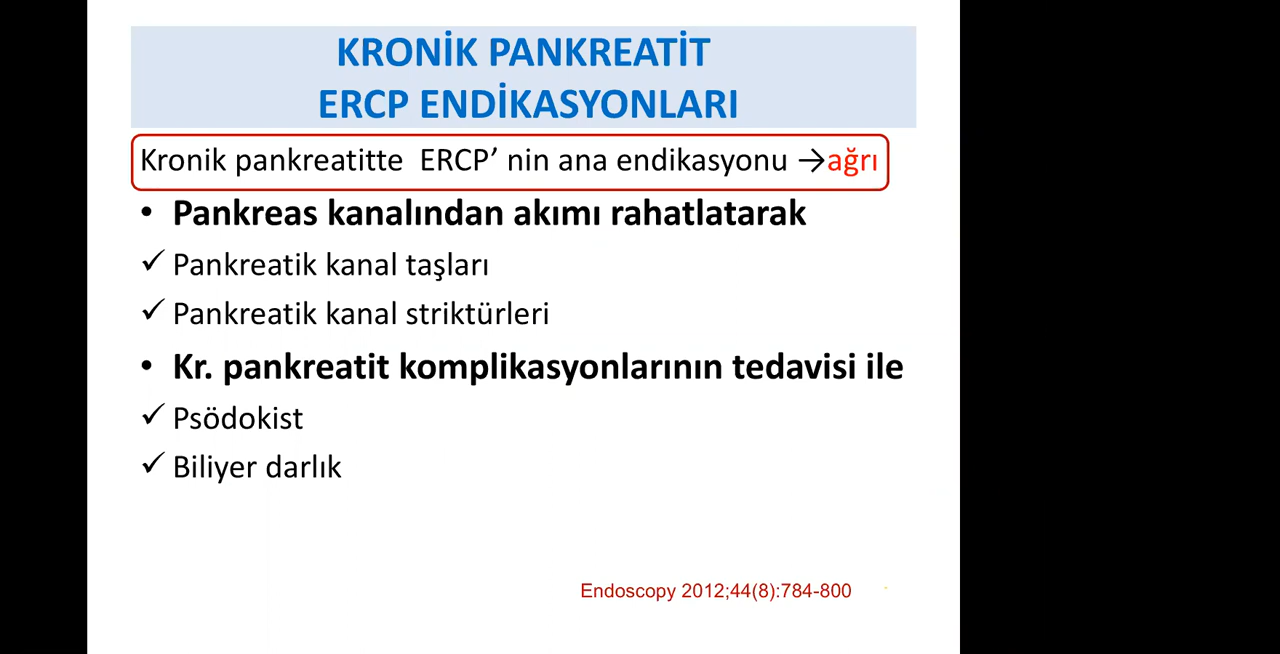 KRONİK PANKREATİT
ERCP ENDİKASYONLARI
Kronik pankreatitte ERCP’ nin ana endikasyonu →ağrı
• Pankreas kanalından akımı rahatlatarak
✓ Pankreatik kanal taşları
✓ Pankreatik kanal striktürleri
• Kr. pankreatit komplikasyonlarının tedavisi ile
✓ Psödokist
✓ Biliyer darlık
Endoscopy 2012;44(8):784-800